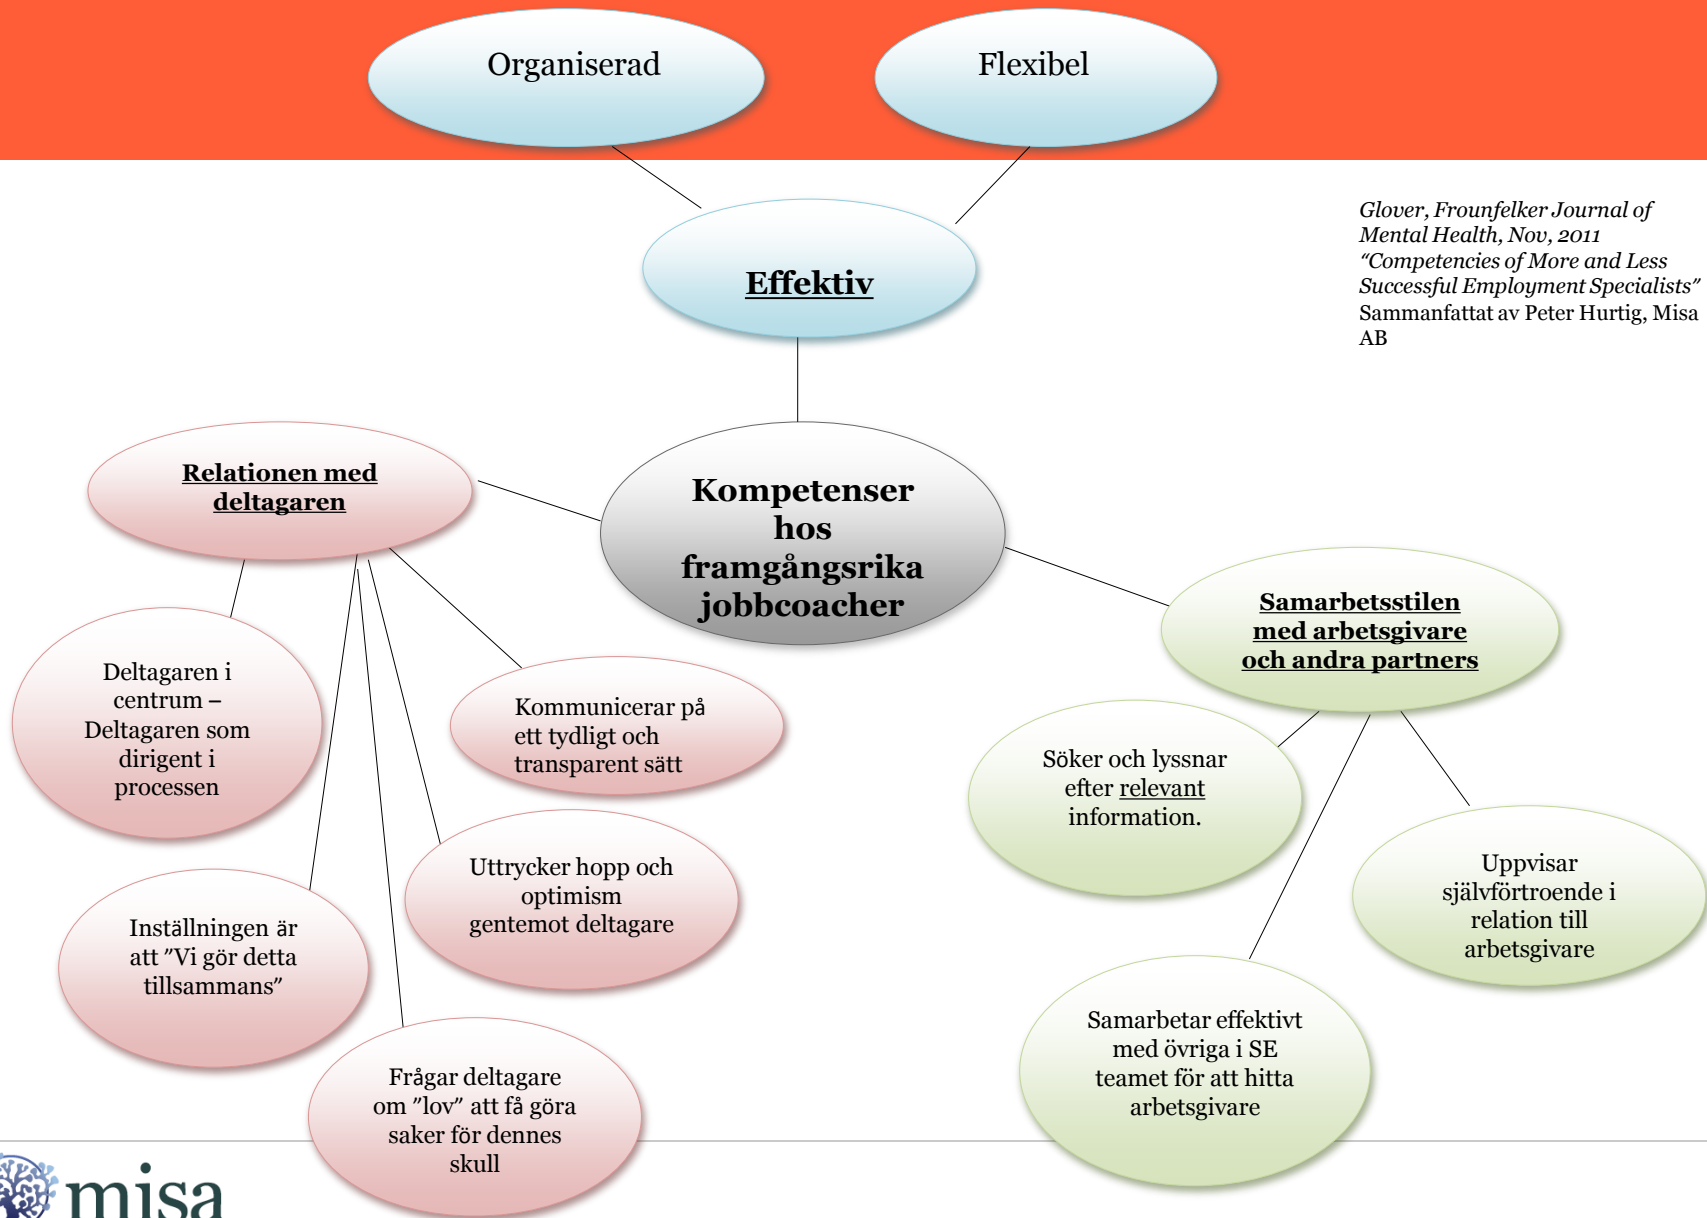 Organiserad
Flexibel
Effektiv
Glover, Frounfelker Journal of
Mental Health, Nov, 2011
“Competencies of More and Less
Successful Employment Specialists”
Sammanfattat av Peter Hurtig, Misa
AB
Relationen med
deltagaren
Kompetenser
hos
framgångsrika
jobbcoacher
Samarbetsstilen
med arbetsgivare
och andra partners
Deltagaren i
centrum –
Deltagaren som
dirigent i
processen
Kommunicerar på
ett tydligt och
transparent sätt
Söker och lyssnar
efter relevant
information.
Uttrycker hopp och
optimism
gentemot deltagare
Uppvisar
självförtroende i
relation till
arbetsgivare
Inställningen är
att ”Vi gör detta
tillsammans”
Samarbetar effektivt
med övriga i SE
teamet för att hitta
arbetsgivare
Frågar deltagare
om ”lov” att få göra
saker för dennes
skull
misa